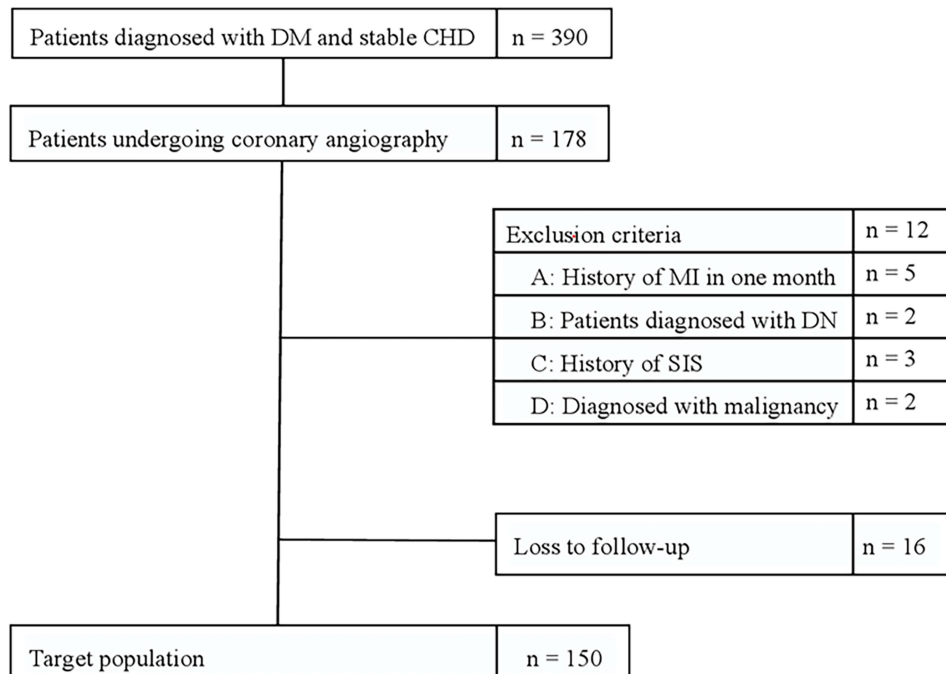 Patients diagnosed with DM and stable CHD n = 390
Patients undergoing coronary angiography n = 178
Exclusion criteria n = 12
A: History of MI in one month n = 5
B: Patients diagnosed with DN n = 2
C: History of SIS n = 3
D: Diagnosed with malignancy n = 2
Loss to follow-up n = 16
Target population n = 150